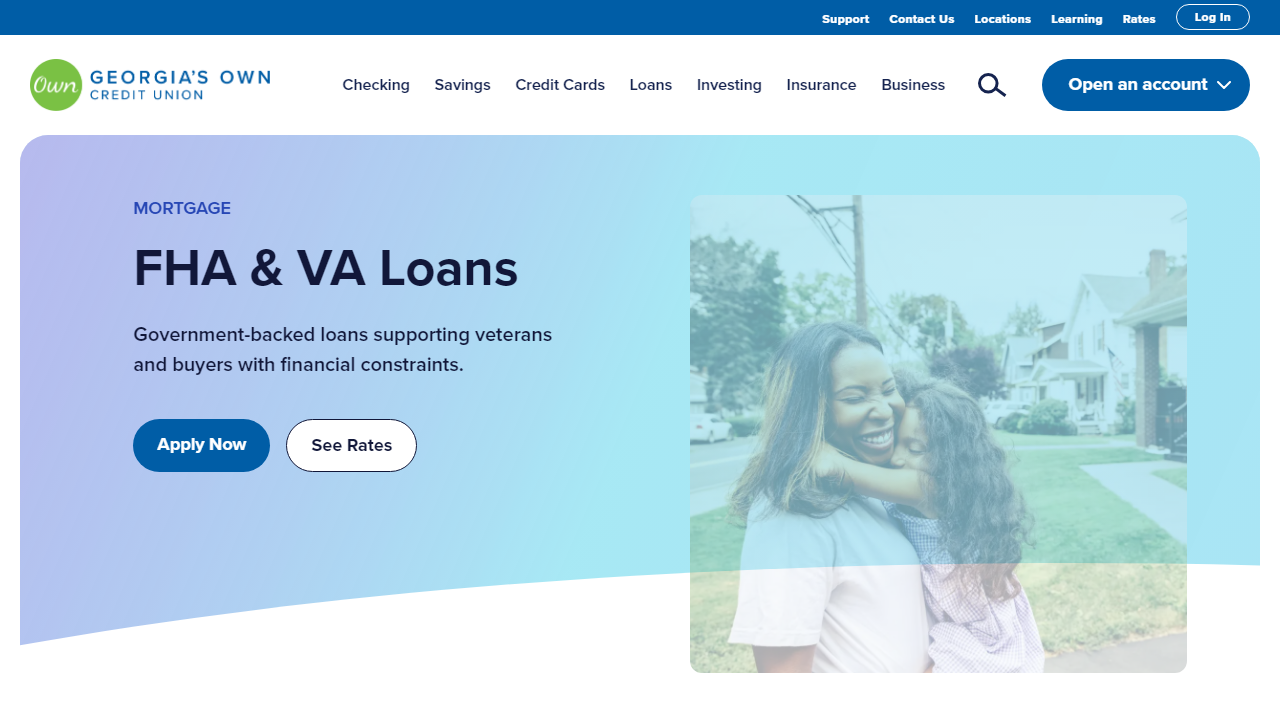 Support Contact Us Locations Learning Rates Log In
Own GEORGIA'S OWN
CREDIT UNION
Checking Savings Credit Cards Loans Investing Insurance Business Open an account
MORTGAGE
FHA & VA Loans
Government-backed loans supporting veterans
and buyers with financial constraints.
Apply Now See Rates